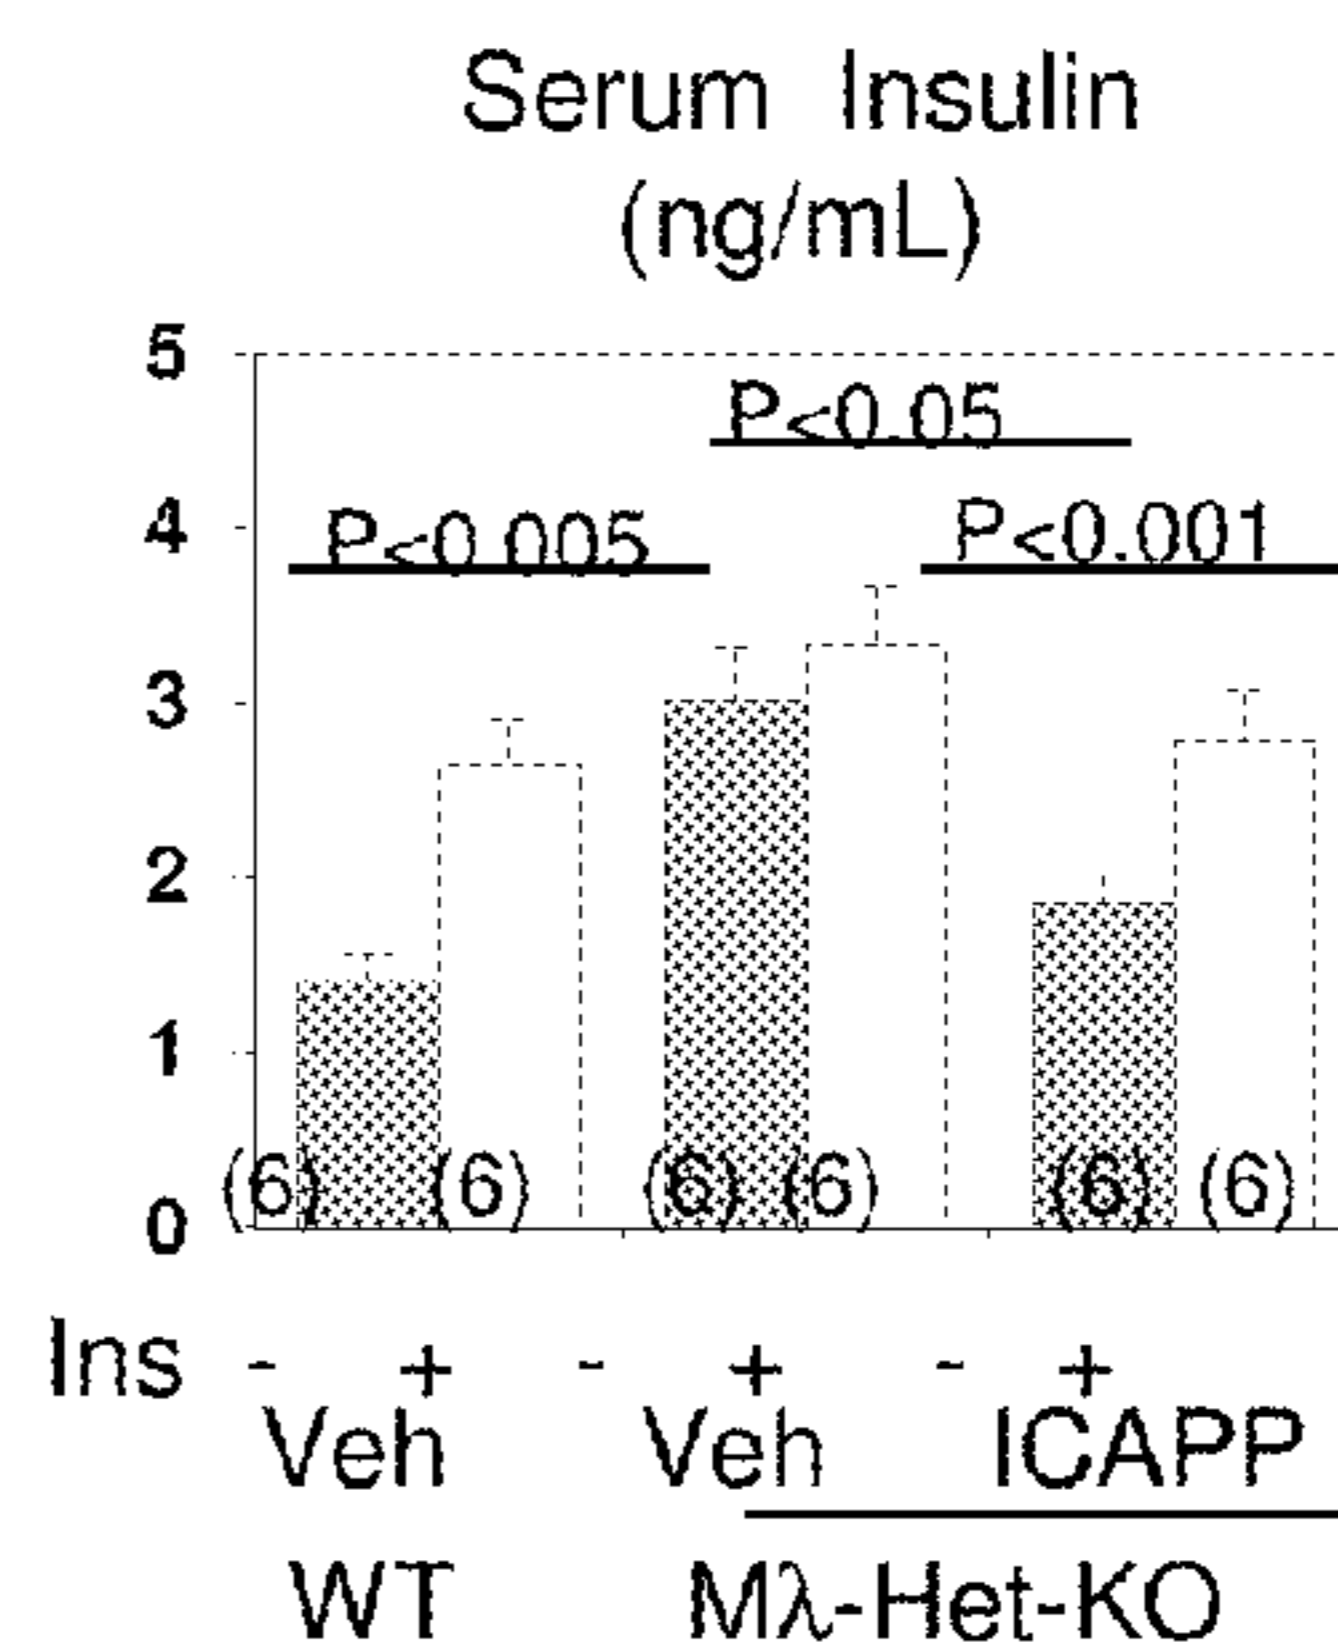 Serum Insulin
(ng/mL)
5
P<0.05
4
P<0.005 P<0.001
3
2
1
(6) (6) (6) (6) (6) (6)
0
Ins - + - + - +
Veh Veh ICAPP
WT Mλ-Het-KO